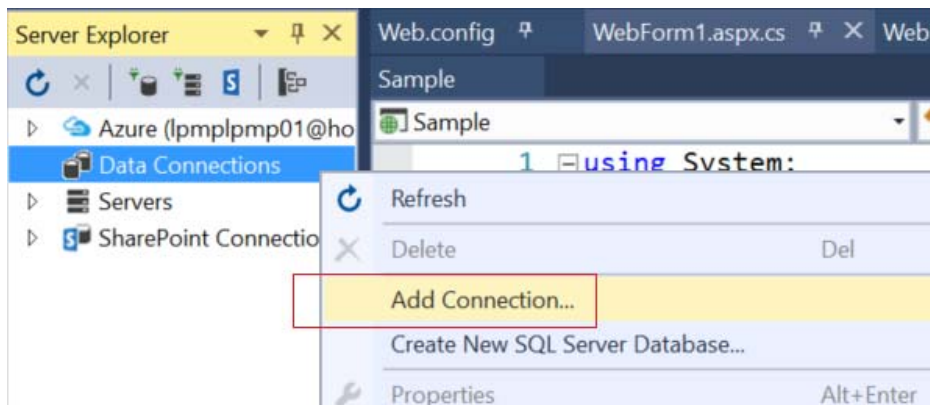 Server Explorer
Web.config
WebForm1.aspx.cs
Web
Sample
Azure (lpmplpmp01@ho
Sample
Data Connections
1 using System;
Servers
Refresh
SharePoint Connectio
Delete Del
Add Connection...
Create New SQL Server Database...
Properties Alt+Enter